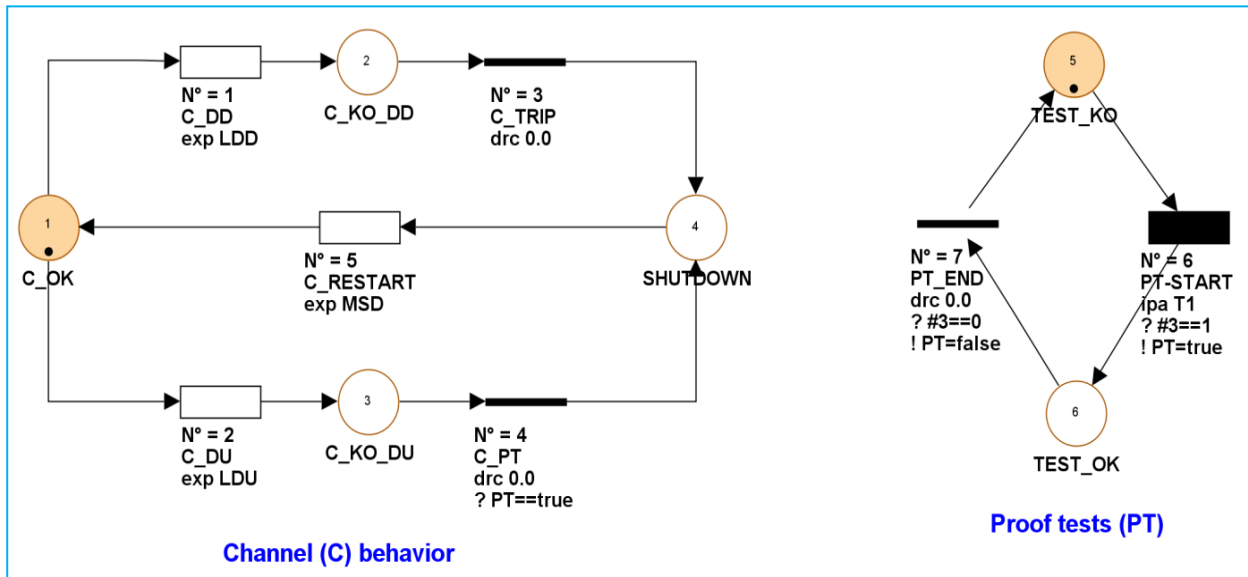 2
C_KO_DD
N° = 1
C_DD
exp LDD
N° = 3
C_TRIP
drc 0.0
1
C_OK
N° = 5
C_RESTART
exp MSD
4
SHUTDOWN
N° = 2
C_DU
exp LDU
3
C_KO_DU
N° = 4
C_PT
drc 0.0
? PT==true
Channel (C) behavior
5
TEST_KO
N° = 7
PT_END
drc 0.0
? #3==0
! PT=false
N° = 6
PT-START
ipa T1
? #3==1
! PT=true
6
TEST_OK
Proof tests (PT)